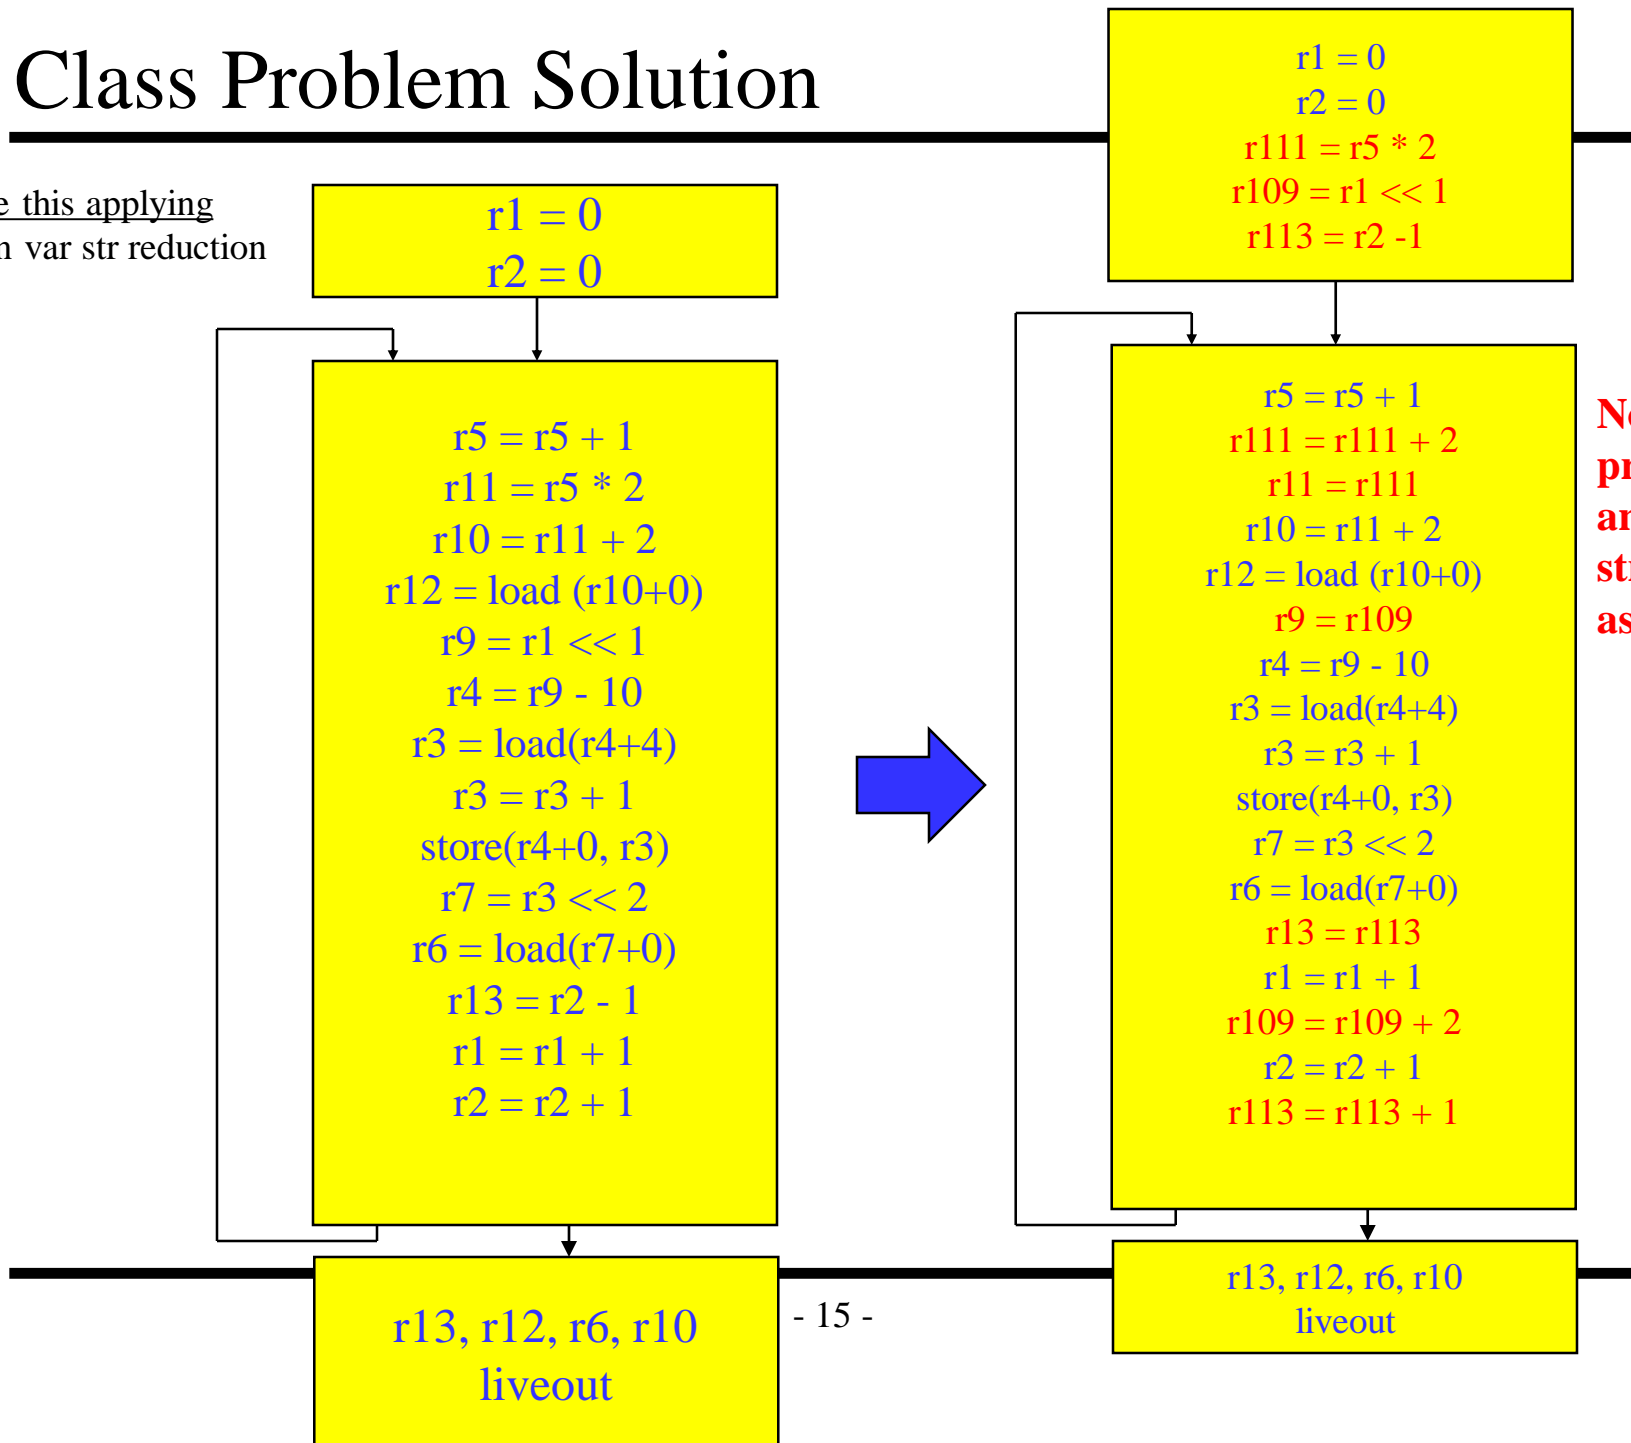 Class Problem Solution
this applying
var str reduction
r1 = 0
r2 = 0
r5 = r5 + 1
r11 = r5 * 2
r10 = r11 + 2
r12 = load (r10+0)
r9 = r1 << 1
r4 = r9 - 10
r3 = load(r4+4)
r3 = r3 + 1
store(r4+0, r3)
r7 = r3 << 2
r6 = load(r7+0)
r13 = r2 - 1
r1 = r1 + 1
r2 = r2 + 1
r13, r12, r6, r10
liveout
r1 = 0
r2 = 0
r111 = r5 * 2
r109 = r1 << 1
r113 = r2 -1
r5 = r5 + 1
r111 = r111 + 2
r11 = r111
r10 = r11 + 2
r12 = load (r10+0)
r9 = r109
r4 = r9 - 10
r3 = load(r4+4)
r3 = r3 + 1
store(r4+0, r3)
r7 = r3 << 2
r6 = load(r7+0)
r13 = r113
r1 = r1 + 1
r109 = r109 + 2
r2 = r2 + 1
r113 = r113 + 1
r13, r12, r6, r10
liveout
- 15 -